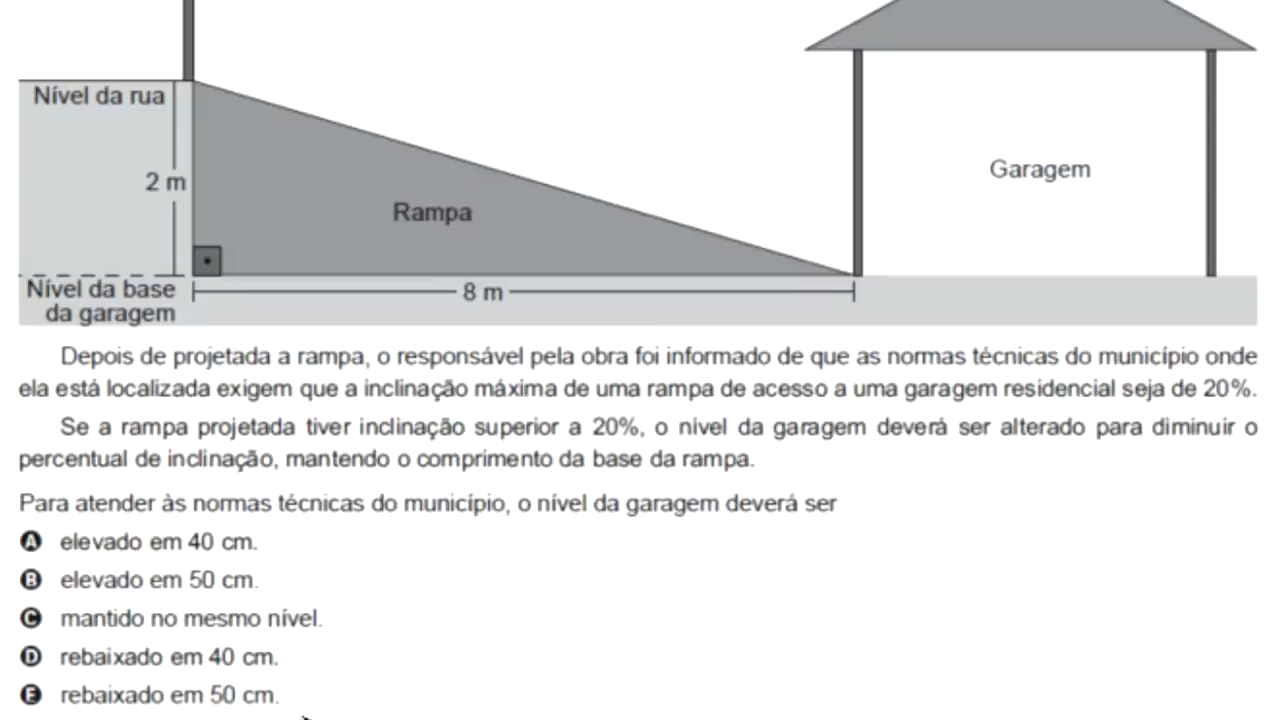 Nível da rua
2 m
Rampa
Garagem
Nível da base
da garagem
8 m
Depois de projetada a rampa, o responsável pela obra foi informado de que as normas técnicas do município onde
ela está localizada exigem que a inclinação máxima de uma rampa de acesso a uma garagem residencial seja de 20%.
Se a rampa projetada tiver inclinação superior a 20%, o nível da garagem deverá ser alterado para diminuir o
percentual de inclinação, mantendo o comprimento da base da rampa.
Para atender às normas técnicas do município, o nível da garagem deverá ser
A elevado em 40 cm.
B elevado em 50 cm.
C mantido no mesmo nível.
D rebaixado em 40 cm.
E rebaixado em 50 cm.